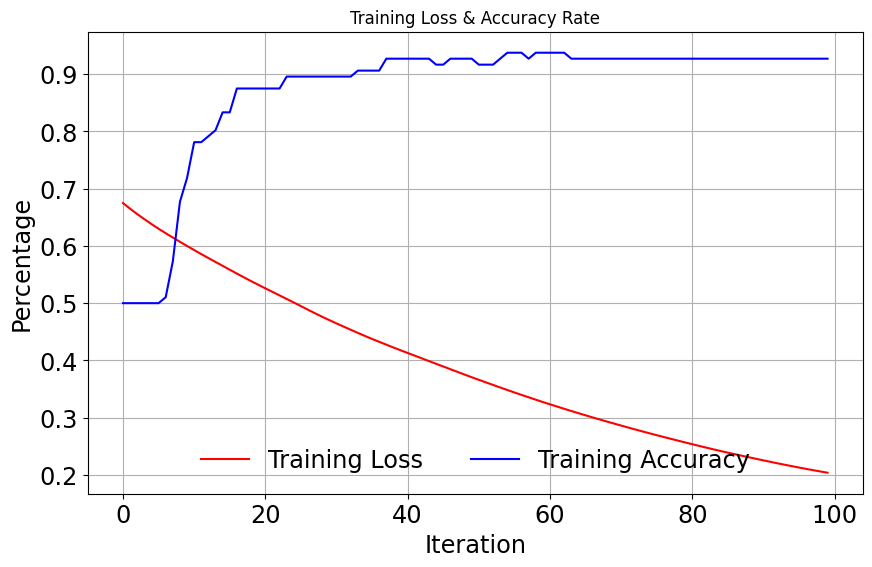 Training Loss & Accuracy Rate
Percentage
0.9
0.8
0.7
0.6
0.5
0.4
0.3
0.2
Training Loss Training Accuracy
0 20 40 60 80 100
Iteration